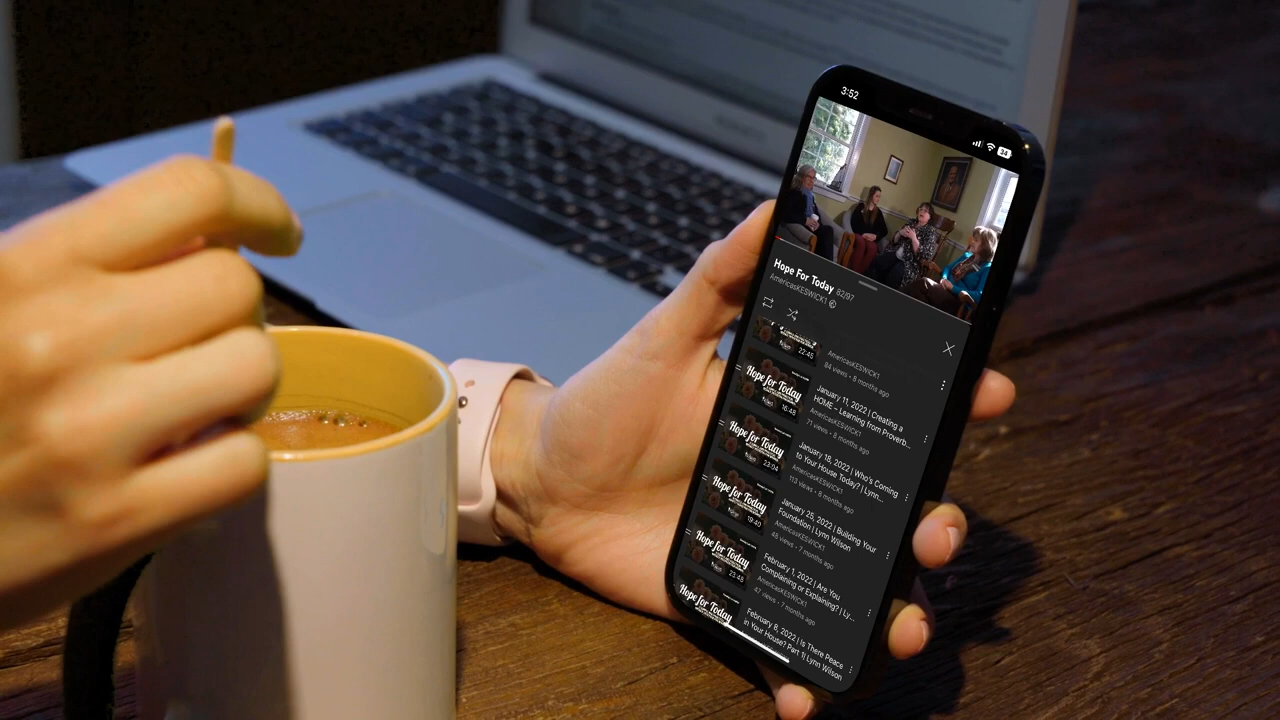 3:52
34
Hope For Today 82/97
AmericasKESWICK1
22:45
AmericasKESWICK1
84 views • 8 months ago
Hope for Today
16:48
January 11, 2022 | Creating a
HOME – Learning from Proverb...
AmericasKESWICK1
71 views • 8 months ago
Hope for Today
23:04
January 18, 2022 | Who's Coming
to Your House Today? | Lynn...
AmericasKESWICK1
113 views • 8 months ago
Hope for Today
19:40
January 25, 2022 | Building Your
Foundation | Lynn Wilson
AmericasKESWICK1
48 views • 7 months ago
Hope for Today
23:48
February 1, 2022 | Are You
Complaining or Explaining? | Ly...
AmericasKESWICK1
47 views • 7 months ago
Hope for Today
February 8, 2022 | Is There Peace
in Your House? Part 1| Lynn Wilson